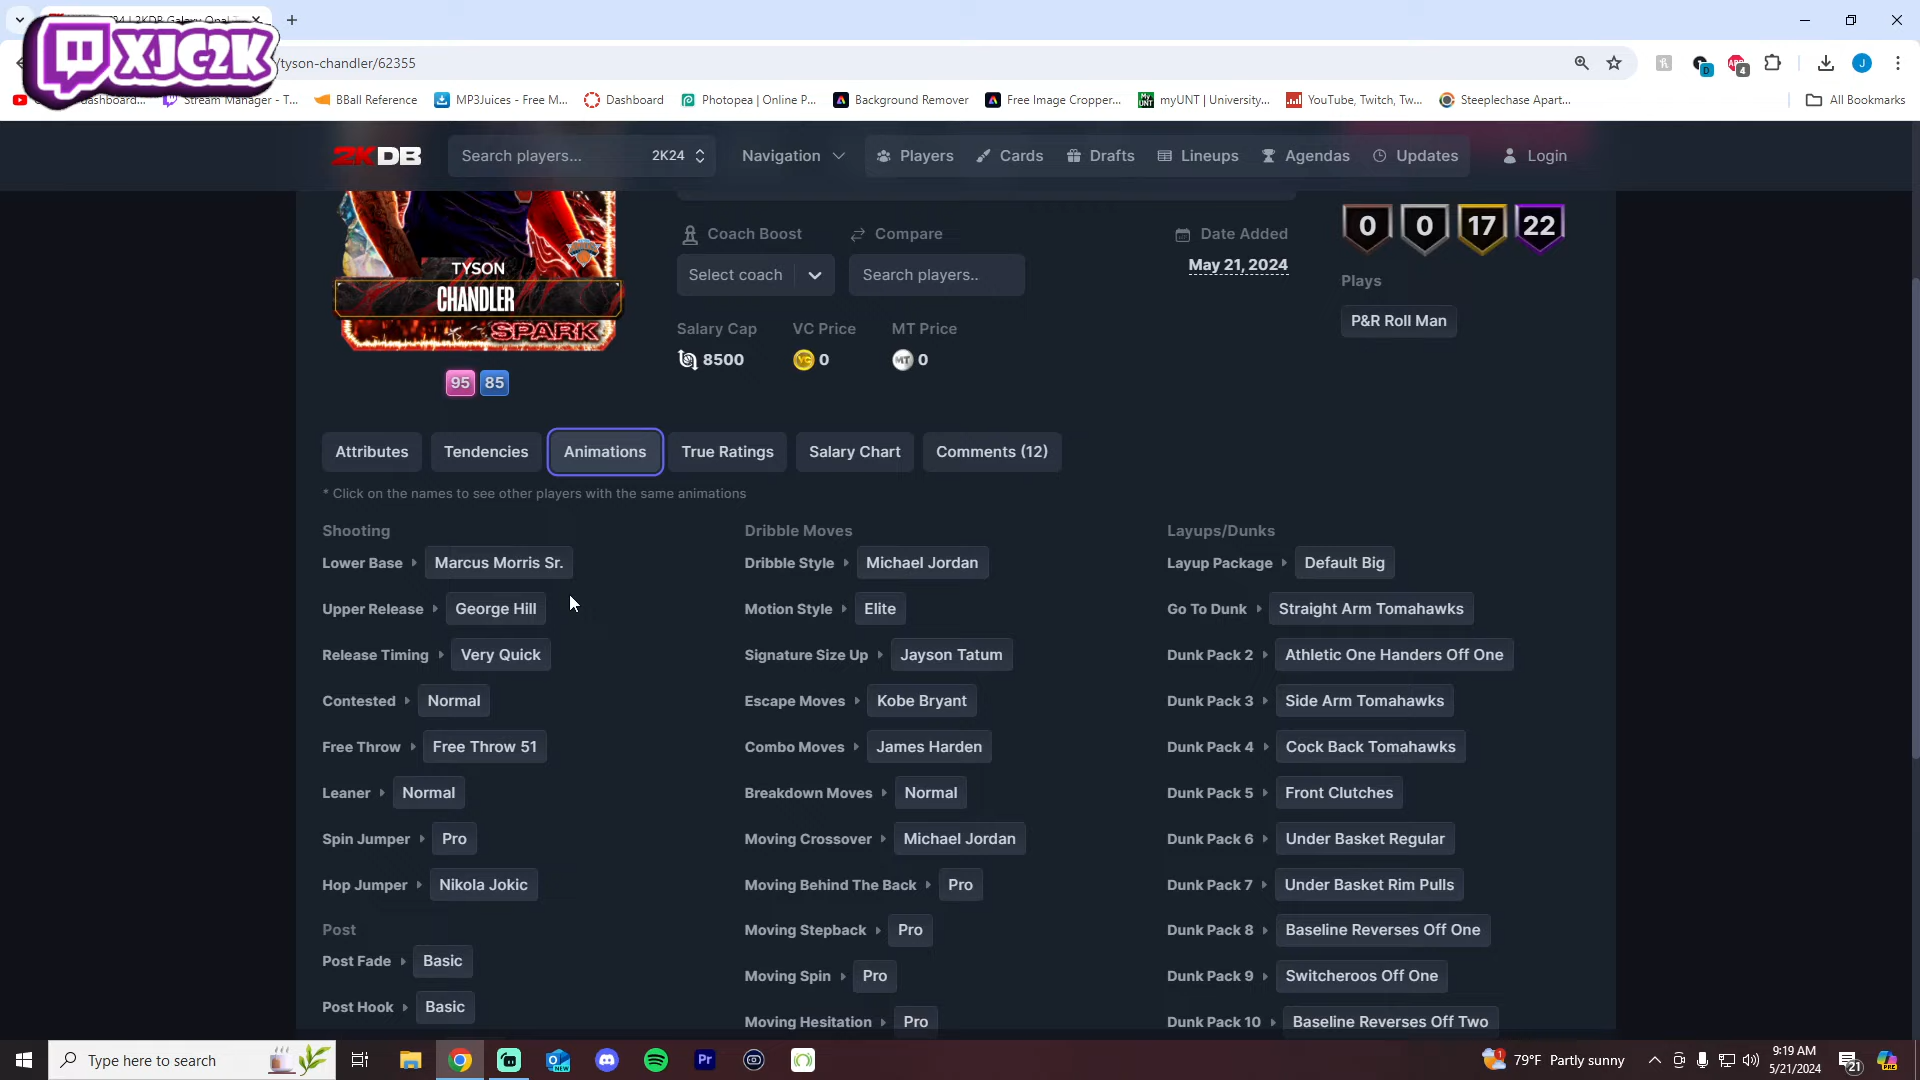 XJC2K
/tyson-chandler/62355
Stream Manager - T...
BBall Reference
MP3Juices - Free M...
Dashboard
Photopea | Online P...
Background Remover
Free Image Cropper...
myUNT | University...
YouTube, Twitch, Tw...
Steeplechase Apart...
All Bookmarks
2KDB
Search players...
2K24
Navigation
Players
Cards
Drafts
Lineups
Agendas
Updates
Login
TYSON
CHANDLER
SPARK
95 85
Coach Boost
Select coach
Compare
Search players..
Date Added
May 21, 2024
Salary Cap
8500
VC Price
0
MT Price
MT 0
0 0 17 22
Plays
P&R Roll Man
Attributes
Tendencies
Animations
True Ratings
Salary Chart
Comments (12)
* Click on the names to see other players with the same animations
Shooting
Lower Base Marcus Morris Sr.
Upper Release George Hill
Release Timing Very Quick
Contested Normal
Free Throw Free Throw 51
Leaner Normal
Spin Jumper Pro
Hop Jumper Nikola Jokic
Post
Post Fade Basic
Post Hook Basic
Dribble Moves
Dribble Style Michael Jordan
Motion Style Elite
Signature Size Up Jayson Tatum
Escape Moves Kobe Bryant
Combo Moves James Harden
Breakdown Moves Normal
Moving Crossover Michael Jordan
Moving Behind The Back Pro
Moving Stepback Pro
Moving Spin Pro
Moving Hesitation Pro
Layups/Dunks
Layup Package Default Big
Go To Dunk Straight Arm Tomahawks
Dunk Pack 2 Athletic One Handers Off One
Dunk Pack 3 Side Arm Tomahawks
Dunk Pack 4 Cock Back Tomahawks
Dunk Pack 5 Front Clutches
Dunk Pack 6 Under Basket Regular
Dunk Pack 7 Under Basket Rim Pulls
Dunk Pack 8 Baseline Reverses Off One
Dunk Pack 9 Switcheroos Off One
Dunk Pack 10 Baseline Reverses Off Two
Type here to search
79°F Partly sunny
9:19 AM
5/21/2024
21